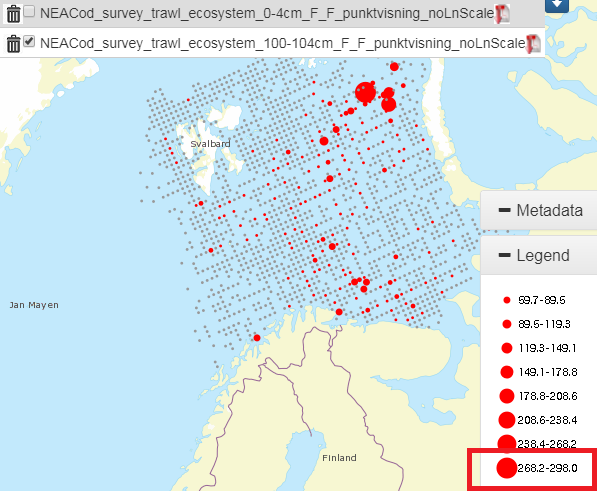 NEACod_survey_trawl_ecosystem_0-4cm_F_F_punktvisning_noLnScale
NEACod_survey_trawl_ecosystem_100-104cm_F_F_punktvisning_noLnScale
Svalbard
Metadata
Legend
59.7-89.5
89.5-119.3
Jan Mayen
119.3-149.1
149.1-178.8
178.8-208.6
208.6-238.4
238.4-268.2
Finland
268.2-298.0